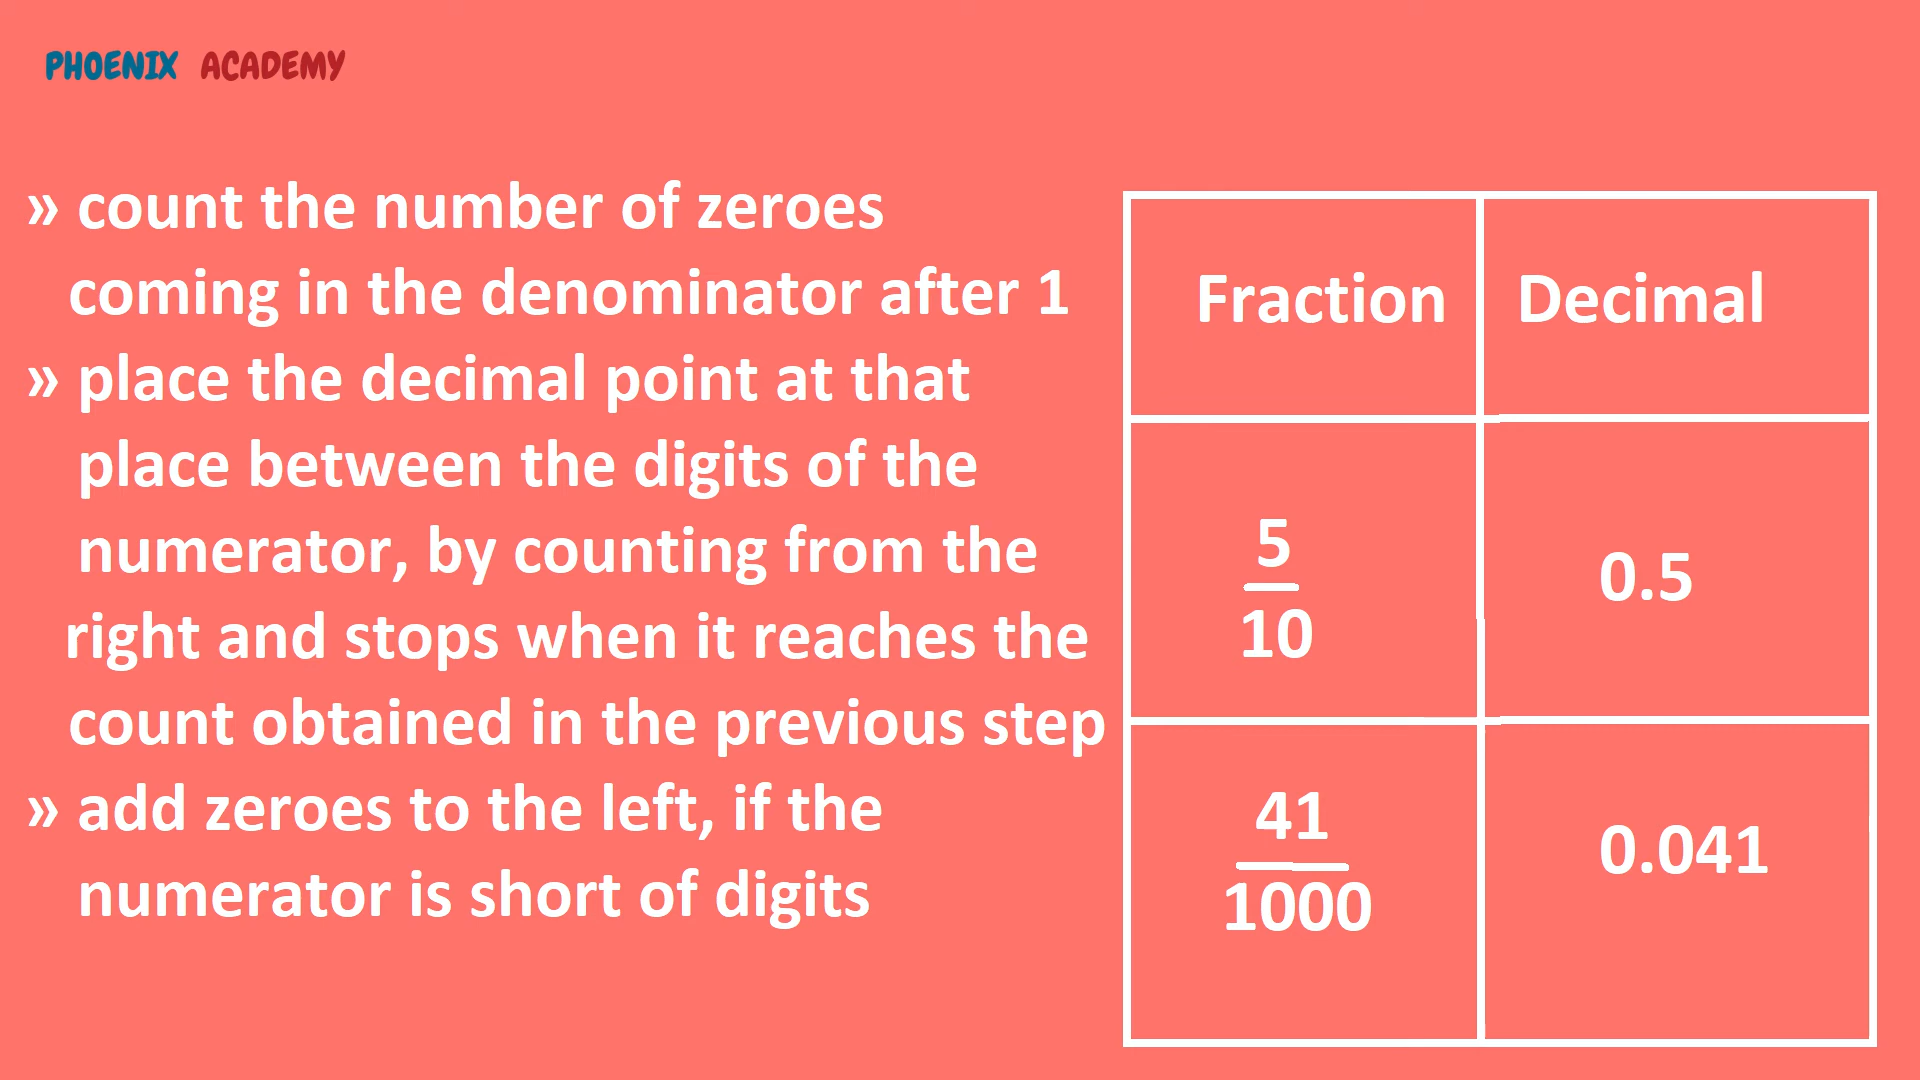 PHOENIX ACADEMY
» count the number of zeroes
coming in the denominator after 1
» place the decimal point at that
place between the digits of the
numerator, by counting from the
right and stops when it reaches the
count obtained in the previous step
» add zeroes to the left, if the
numerator is short of digits
Fraction Decimal
5
10
0.5
41
1000
0.041